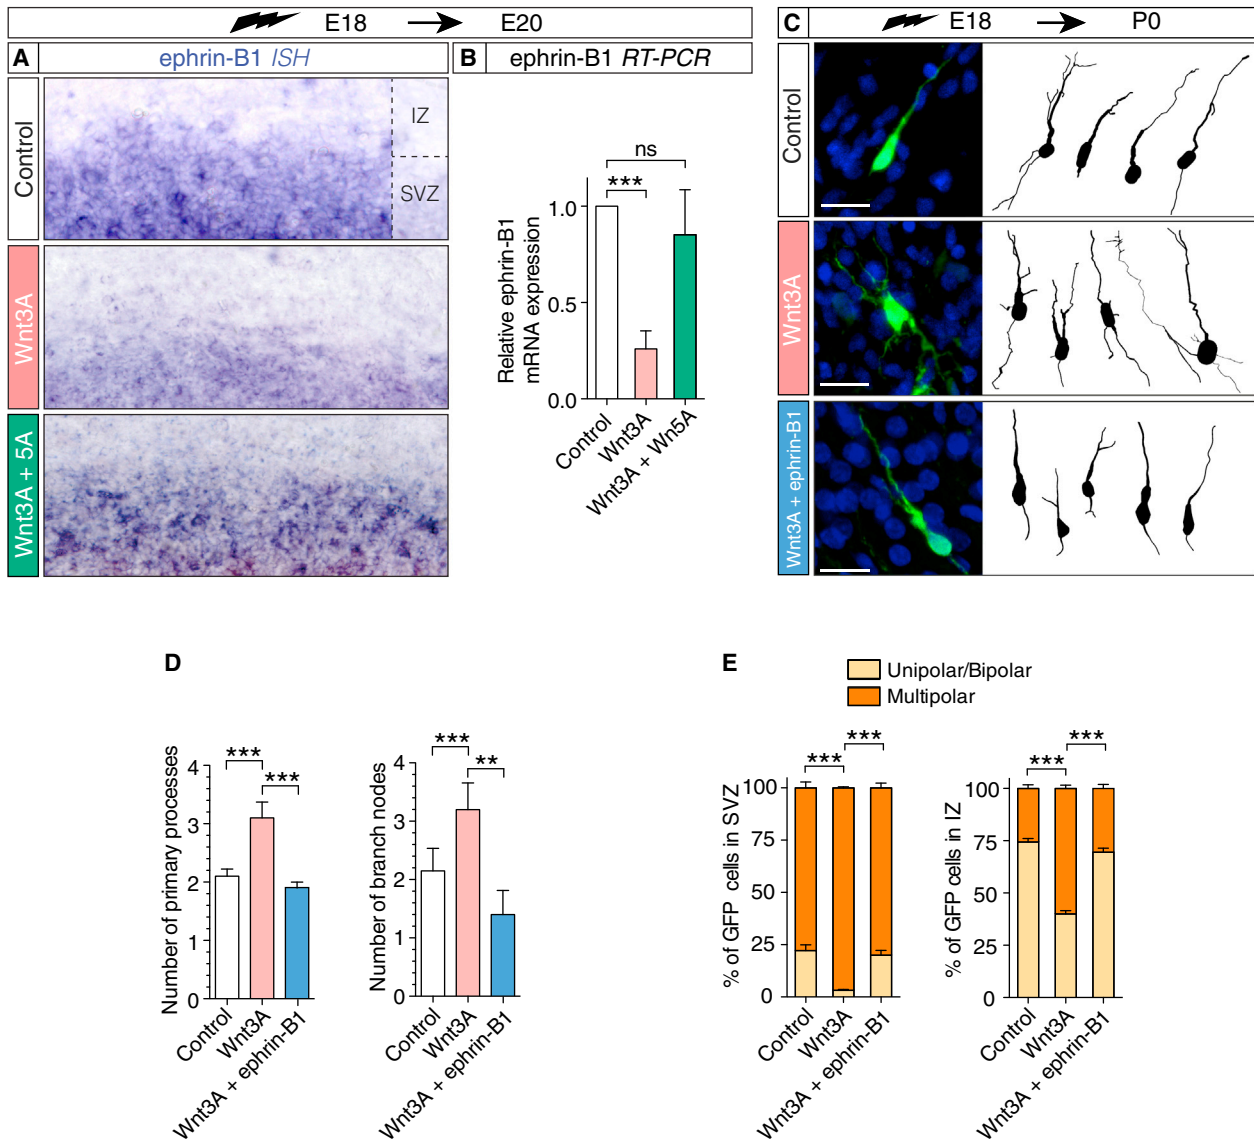 E18 E20
A ephrin-B1 ISH
Control
IZ
SVZ
Wnt3A
Wnt3A + 5A
B ephrin-B1 RT-PCR
ns
***
1.0
0.5
0.0
Relative ephrin-B1
mRNA expression
Control
Wnt3A
Wnt3A + Wn5A
C E18 P0
Control
Wnt3A
Wnt3A + ephrin-B1
D
*** ***
4
3
2
1
0
Number of primary processes
Control
Wnt3A
Wnt3A + ephrin-B1
*** **
4
3
2
1
0
Number of branch nodes
Control
Wnt3A
Wnt3A + ephrin-B1
E
Unipolar/Bipolar
Multipolar
*** ***
100
75
50
25
0
% of GFP cells in SVZ
Control
Wnt3A
Wnt3A + ephrin-B1
*** ***
100
75
50
25
0
% of GFP cells in IZ
Control
Wnt3A
Wnt3A + ephrin-B1